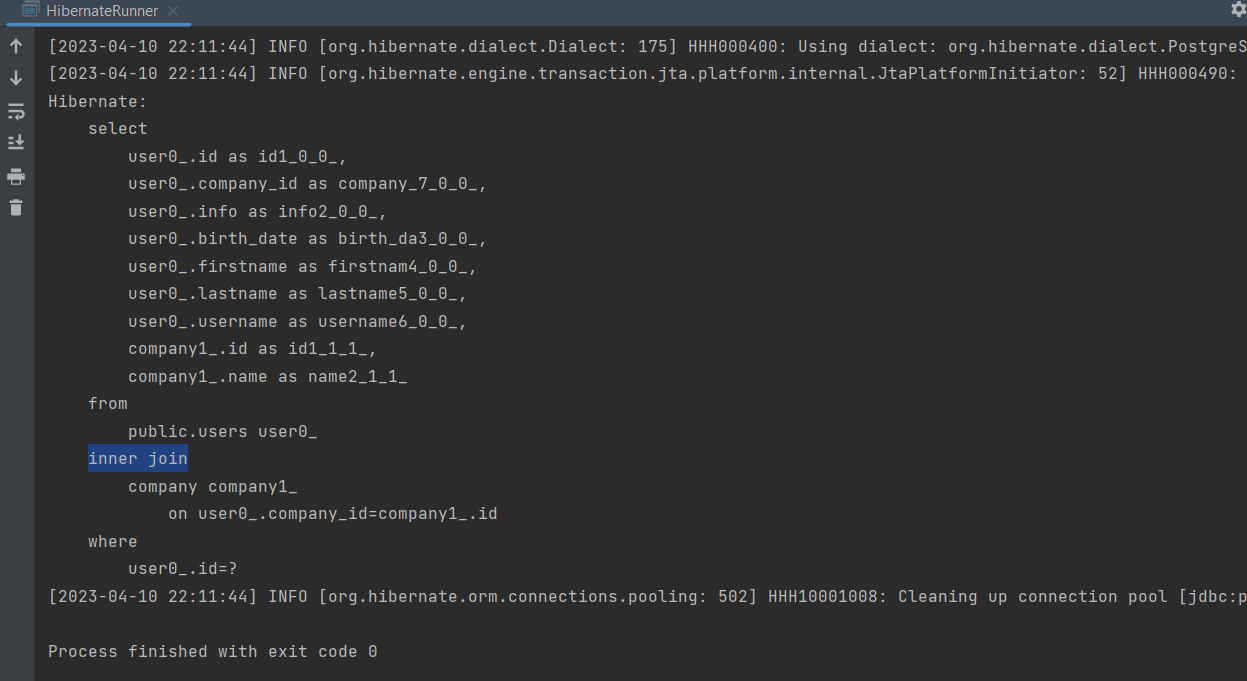 HibernateRunner
[2023-04-10 22:11:44] INFO [org.hibernate.dialect.Dialect: 175] HHH000400: Using dialect: org.hibernate.dialect.PostgreS
[2023-04-10 22:11:44] INFO [org.hibernate.engine.transaction.jta.platform.internal.JtaPlatformInitiator: 52] HHH000490:
Hibernate:
    select
        user0_.id as id1_0_0_,
        user0_.company_id as company_7_0_0_,
        user0_.info as info2_0_0_,
        user0_.birth_date as birth_da3_0_0_,
        user0_.firstname as firstnam4_0_0_,
        user0_.lastname as lastname5_0_0_,
        user0_.username as username6_0_0_,
        company1_.id as id1_1_1_,
        company1_.name as name2_1_1_
    from
        public.users user0_
    inner join
        company company1_
            on user0_.company_id=company1_.id
    where
        user0_.id=?
[2023-04-10 22:11:44] INFO [org.hibernate.orm.connections.pooling: 502] HHH10001008: Cleaning up connection pool [jdbc:p
Process finished with exit code 0